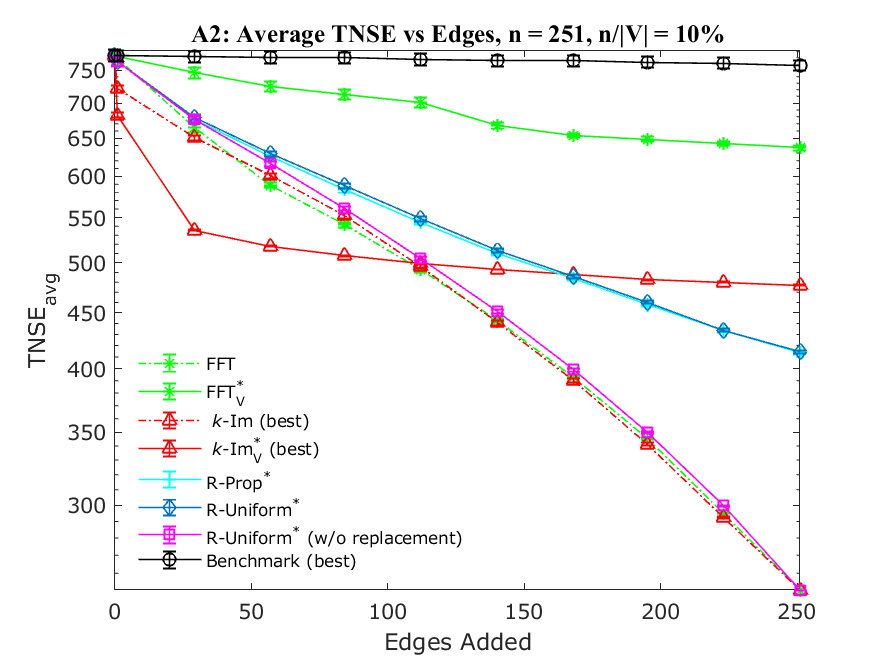 A2: Average TNSE vs Edges, n = 251, n/|V| = 10%
TNSE_avg
750
700
650
600
550
500
450
400
350
300
FFT
FFT*_V
k-Im (best)
k-Im*_V (best)
R-Prop*
R-Uniform*
R-Uniform* (w/o replacement)
Benchmark (best)
0 50 100 150 200 250
Edges Added